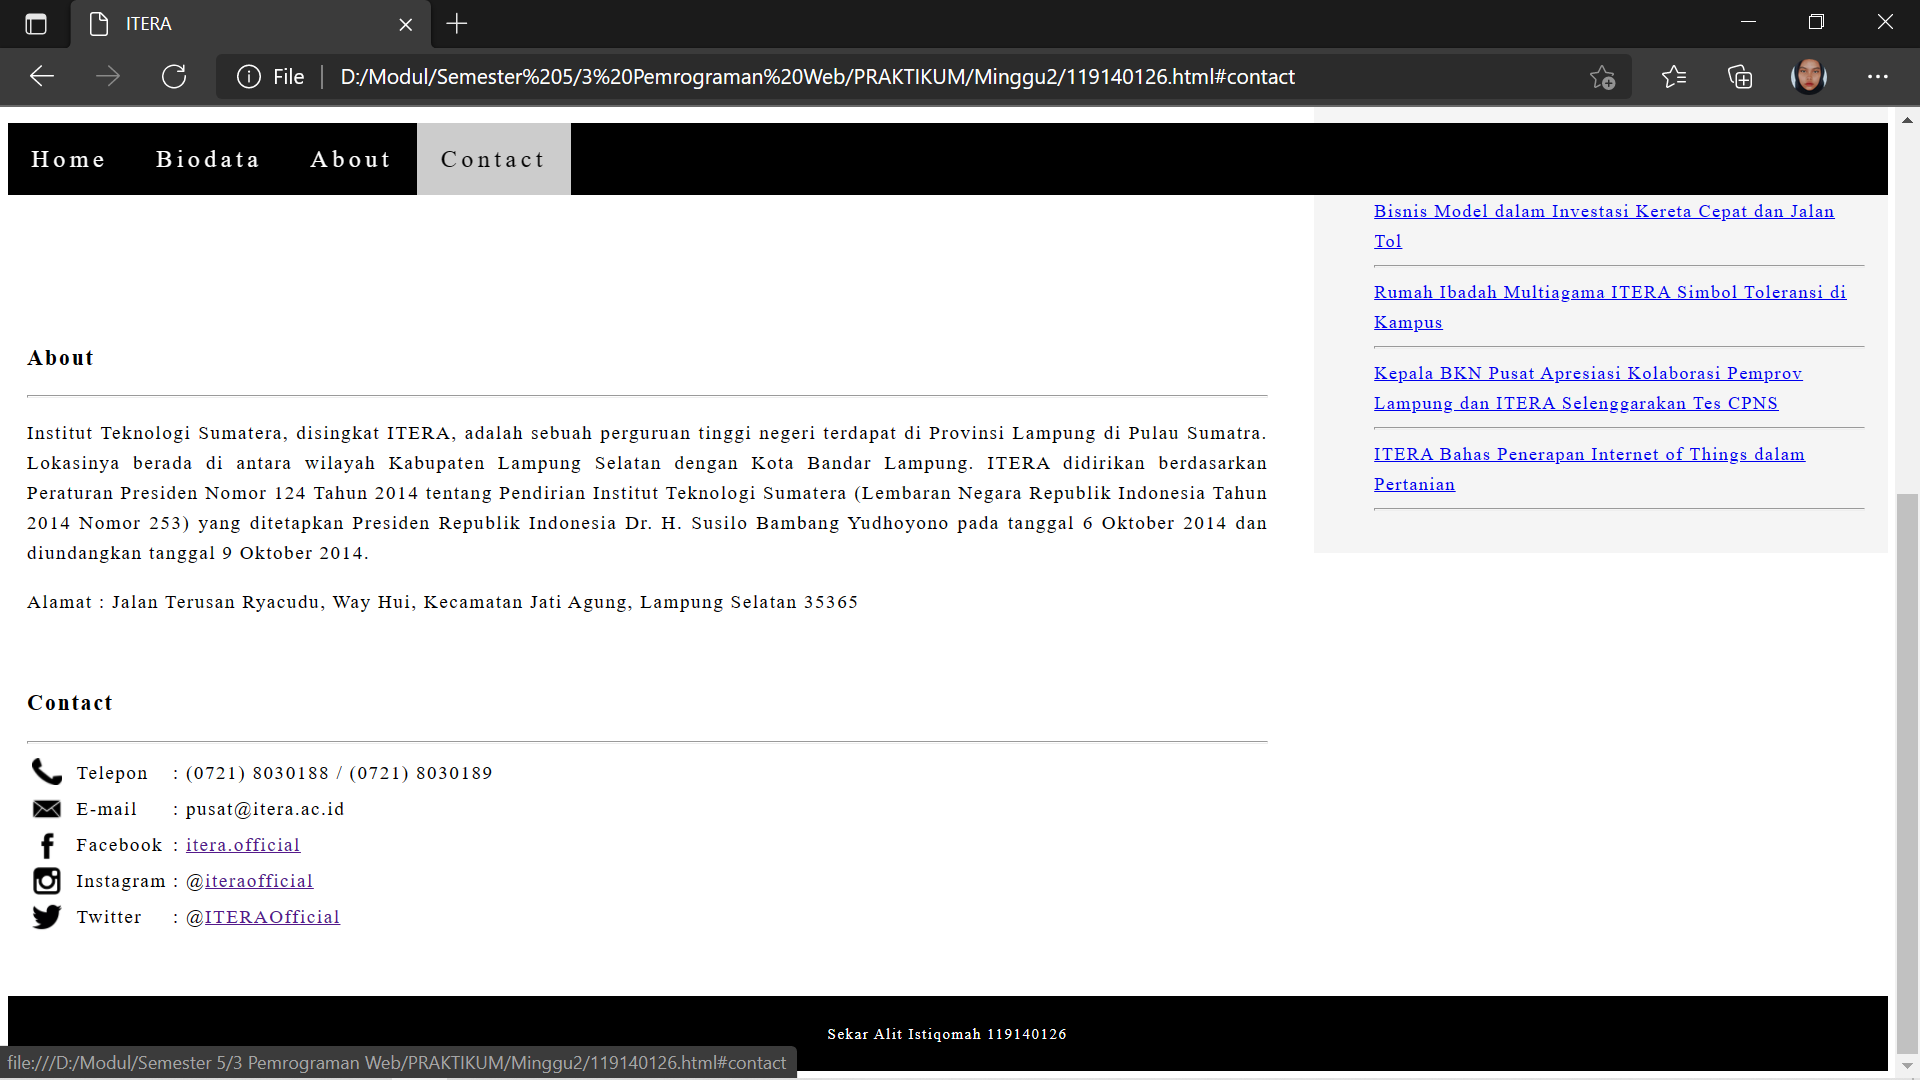 ITERA
File
D:/Modul/Semester%205/3%20Pemrograman%20Web/PRAKTIKUM/Minggu2/119140126.html#contact
Home Biodata About Contact
Bisnis Model dalam Investasi Kereta Cepat dan Jalan
Tol
Rumah Ibadah Multiagama ITERA Simbol Toleransi di
Kampus
Kepala BKN Pusat Apresiasi Kolaborasi Pemprov
Lampung dan ITERA Selenggarakan Tes CPNS
ITERA Bahas Penerapan Internet of Things dalam
Pertanian
About
Institut Teknologi Sumatera, disingkat ITERA, adalah sebuah perguruan tinggi negeri terdapat di Provinsi Lampung di Pulau Sumatra.
Lokasinya berada di antara wilayah Kabupaten Lampung Selatan dengan Kota Bandar Lampung. ITERA didirikan berdasarkan
Peraturan Presiden Nomor 124 Tahun 2014 tentang Pendirian Institut Teknologi Sumatera (Lembaran Negara Republik Indonesia Tahun
2014 Nomor 253) yang ditetapkan Presiden Republik Indonesia Dr. H. Susilo Bambang Yudhoyono pada tanggal 6 Oktober 2014 dan
diundangkan tanggal 9 Oktober 2014.
Alamat : Jalan Terusan Ryacudu, Way Hui, Kecamatan Jati Agung, Lampung Selatan 35365
Contact
Telepon : (0721) 8030188 / (0721) 8030189
E-mail : pusat@itera.ac.id
Facebook : itera.official
Instagram : @iteraofficial
Twitter : @ITERAOfficial
Sekar Alit Istiqomah 119140126
file:///D:/Modul/Semester 5/3 Pemrograman Web/PRAKTIKUM/Minggu2/119140126.html#contact